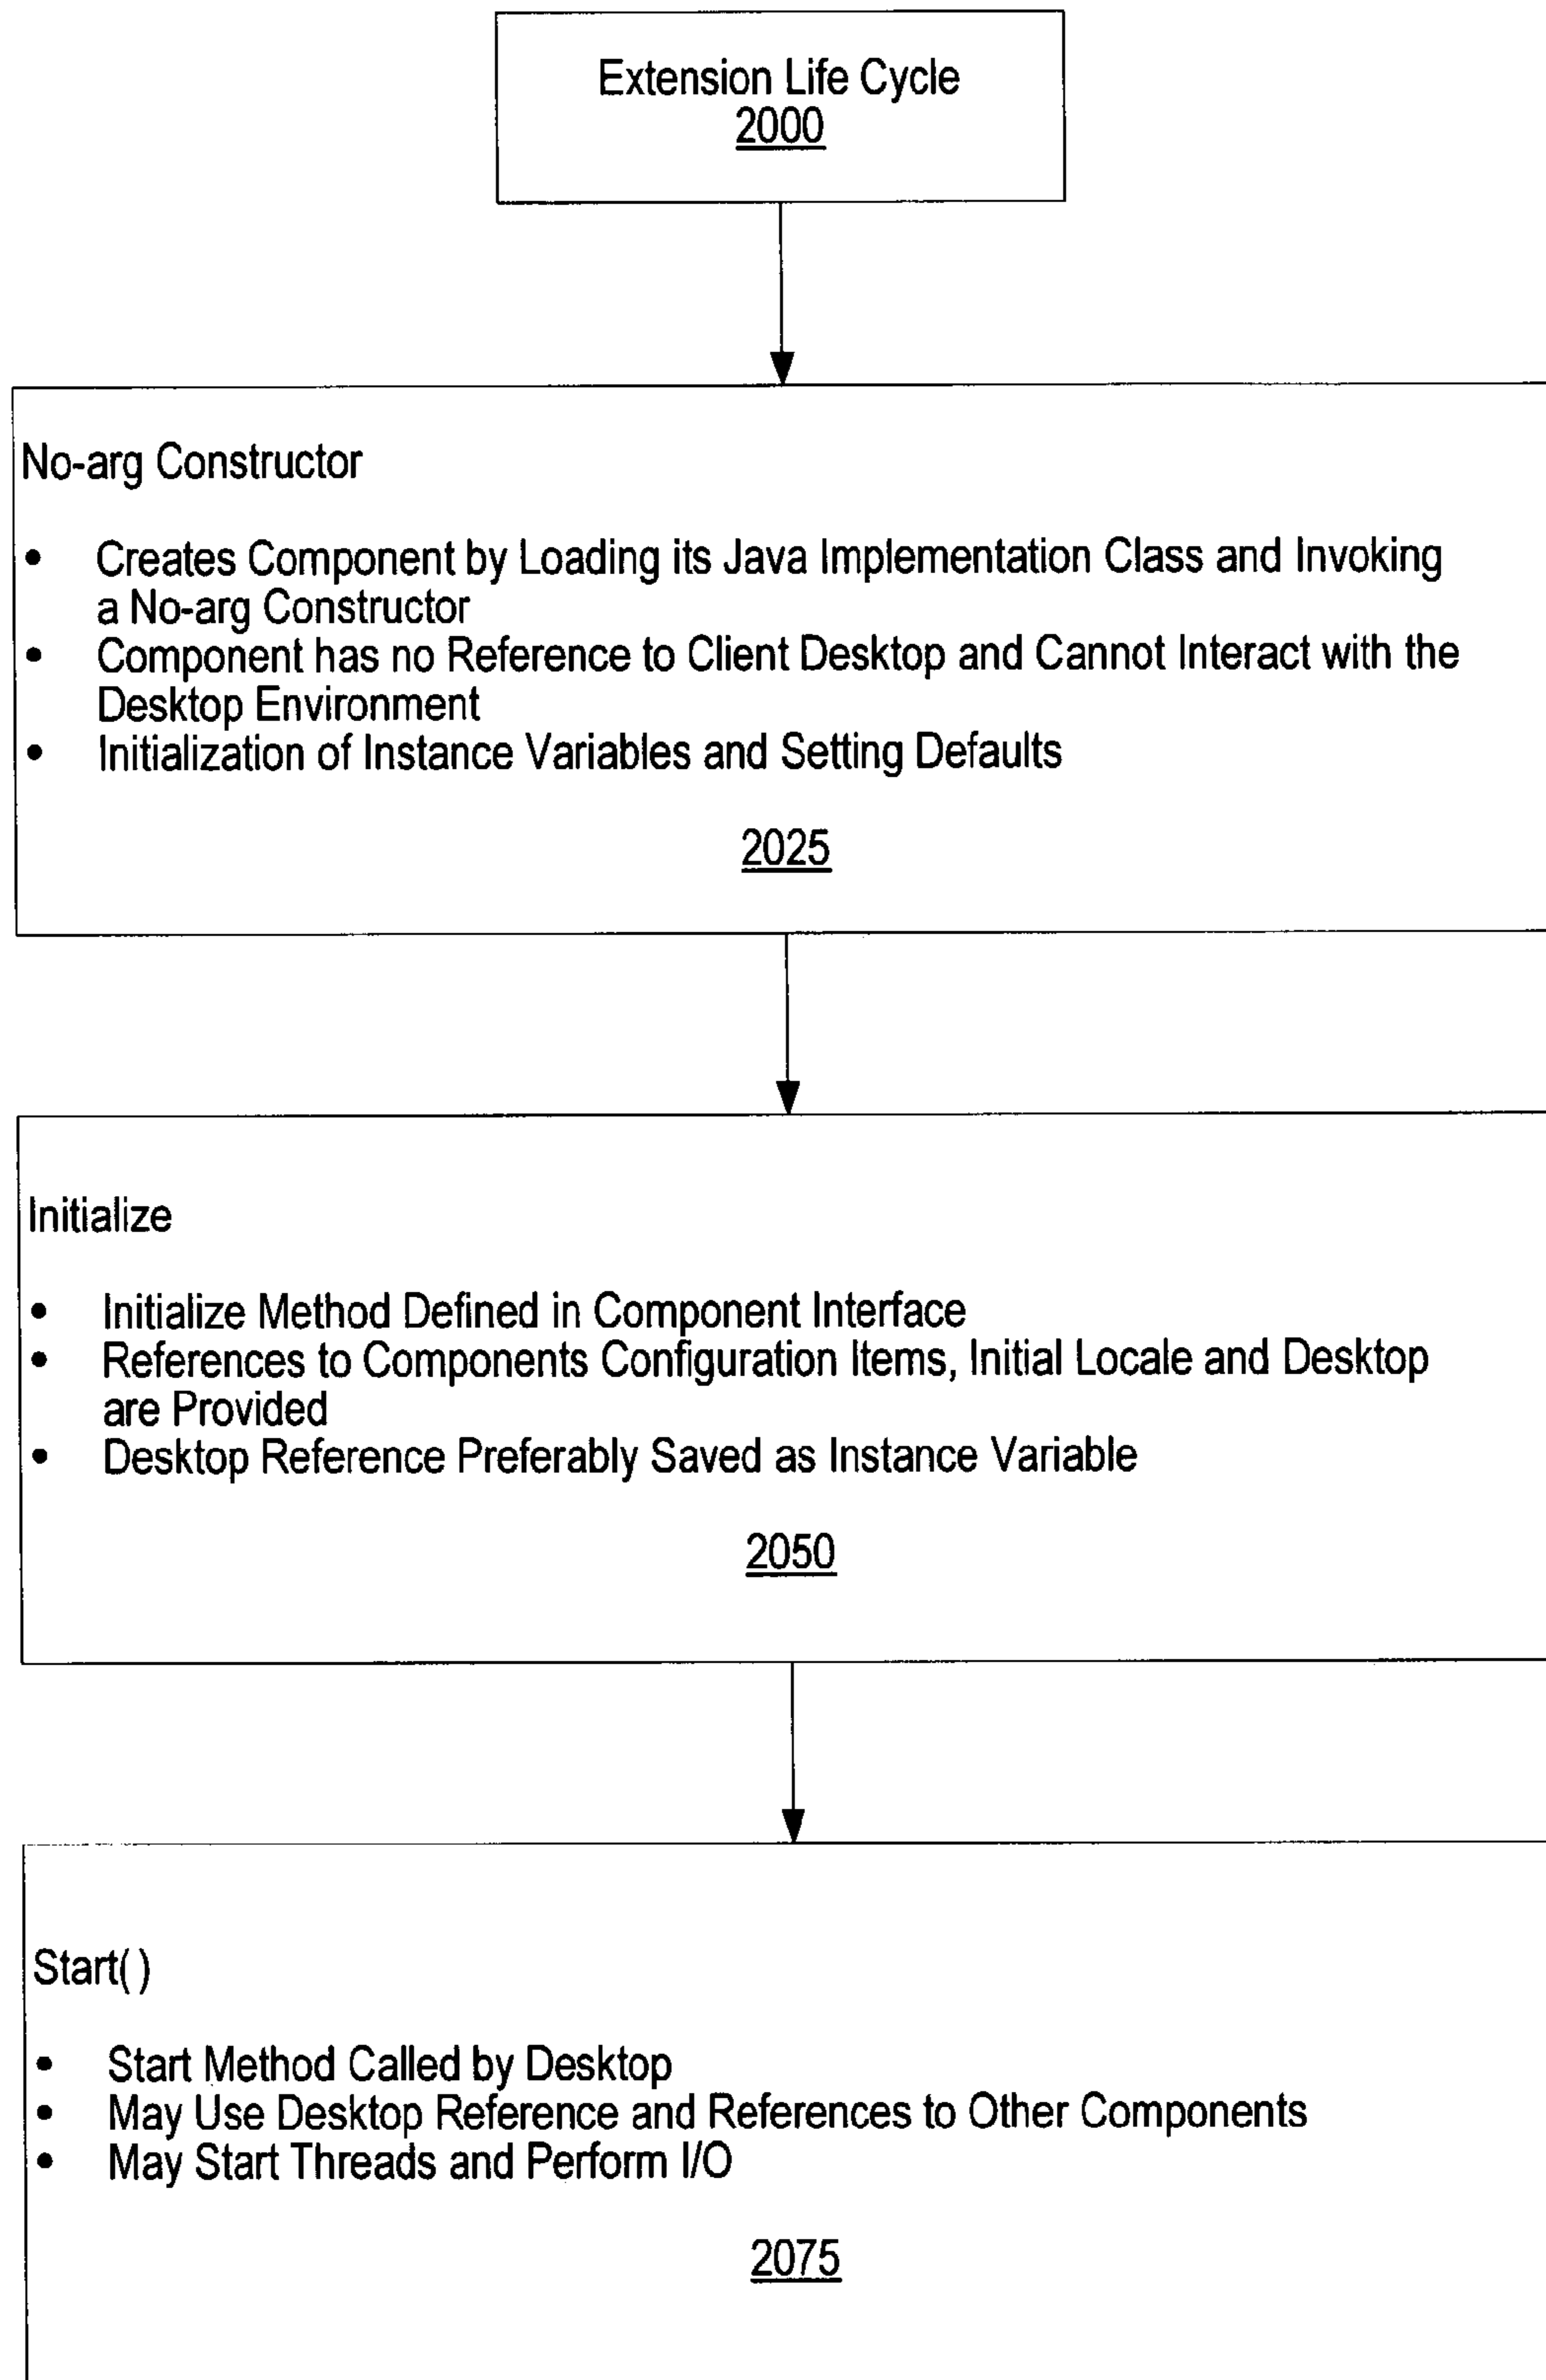 Extension Life Cycle
2000
No-arg Constructor
• Creates Component by Loading its Java Implementation Class and Invoking
a No-arg Constructor
• Component has no Reference to Client Desktop and Cannot Interact with the
Desktop Environment
• Initialization of Instance Variables and Setting Defaults
2025
Initialize
• Initialize Method Defined in Component Interface
• References to Components Configuration Items, Initial Locale and Desktop
are Provided
• Desktop Reference Preferably Saved as Instance Variable
2050
Start( )
• Start Method Called by Desktop
• May Use Desktop Reference and References to Other Components
• May Start Threads and Perform I/O
2075